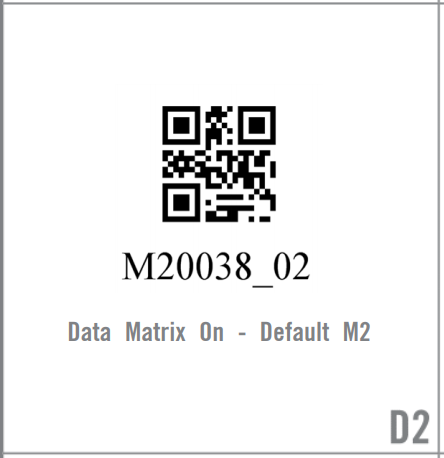 M20038_02
Data Matrix On - Default M2
D2